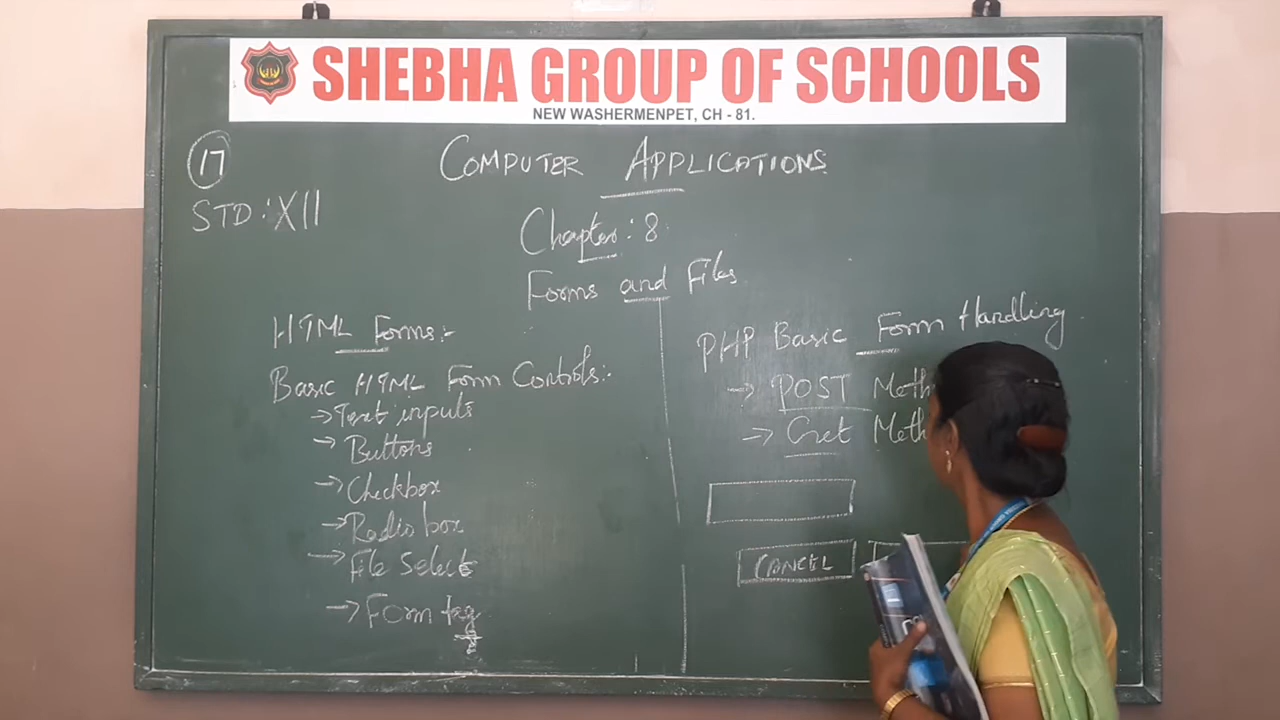 SHEBHA GROUP OF SCHOOLS
NEW WASHERMENPET, CH - 81.
17
COMPUTER APPLICATIONS
STD : XII
Chapter : 8
Forms and Files
HTML Forms :-
Basic HTML Form Controls :-
→ Text inputs
→ Buttons
→ Checkbox
→ Radio box
→ File Select
→ Form tag
PHP Basic Form Handling
→ POST Meth
→ Get Meth
CANCEL